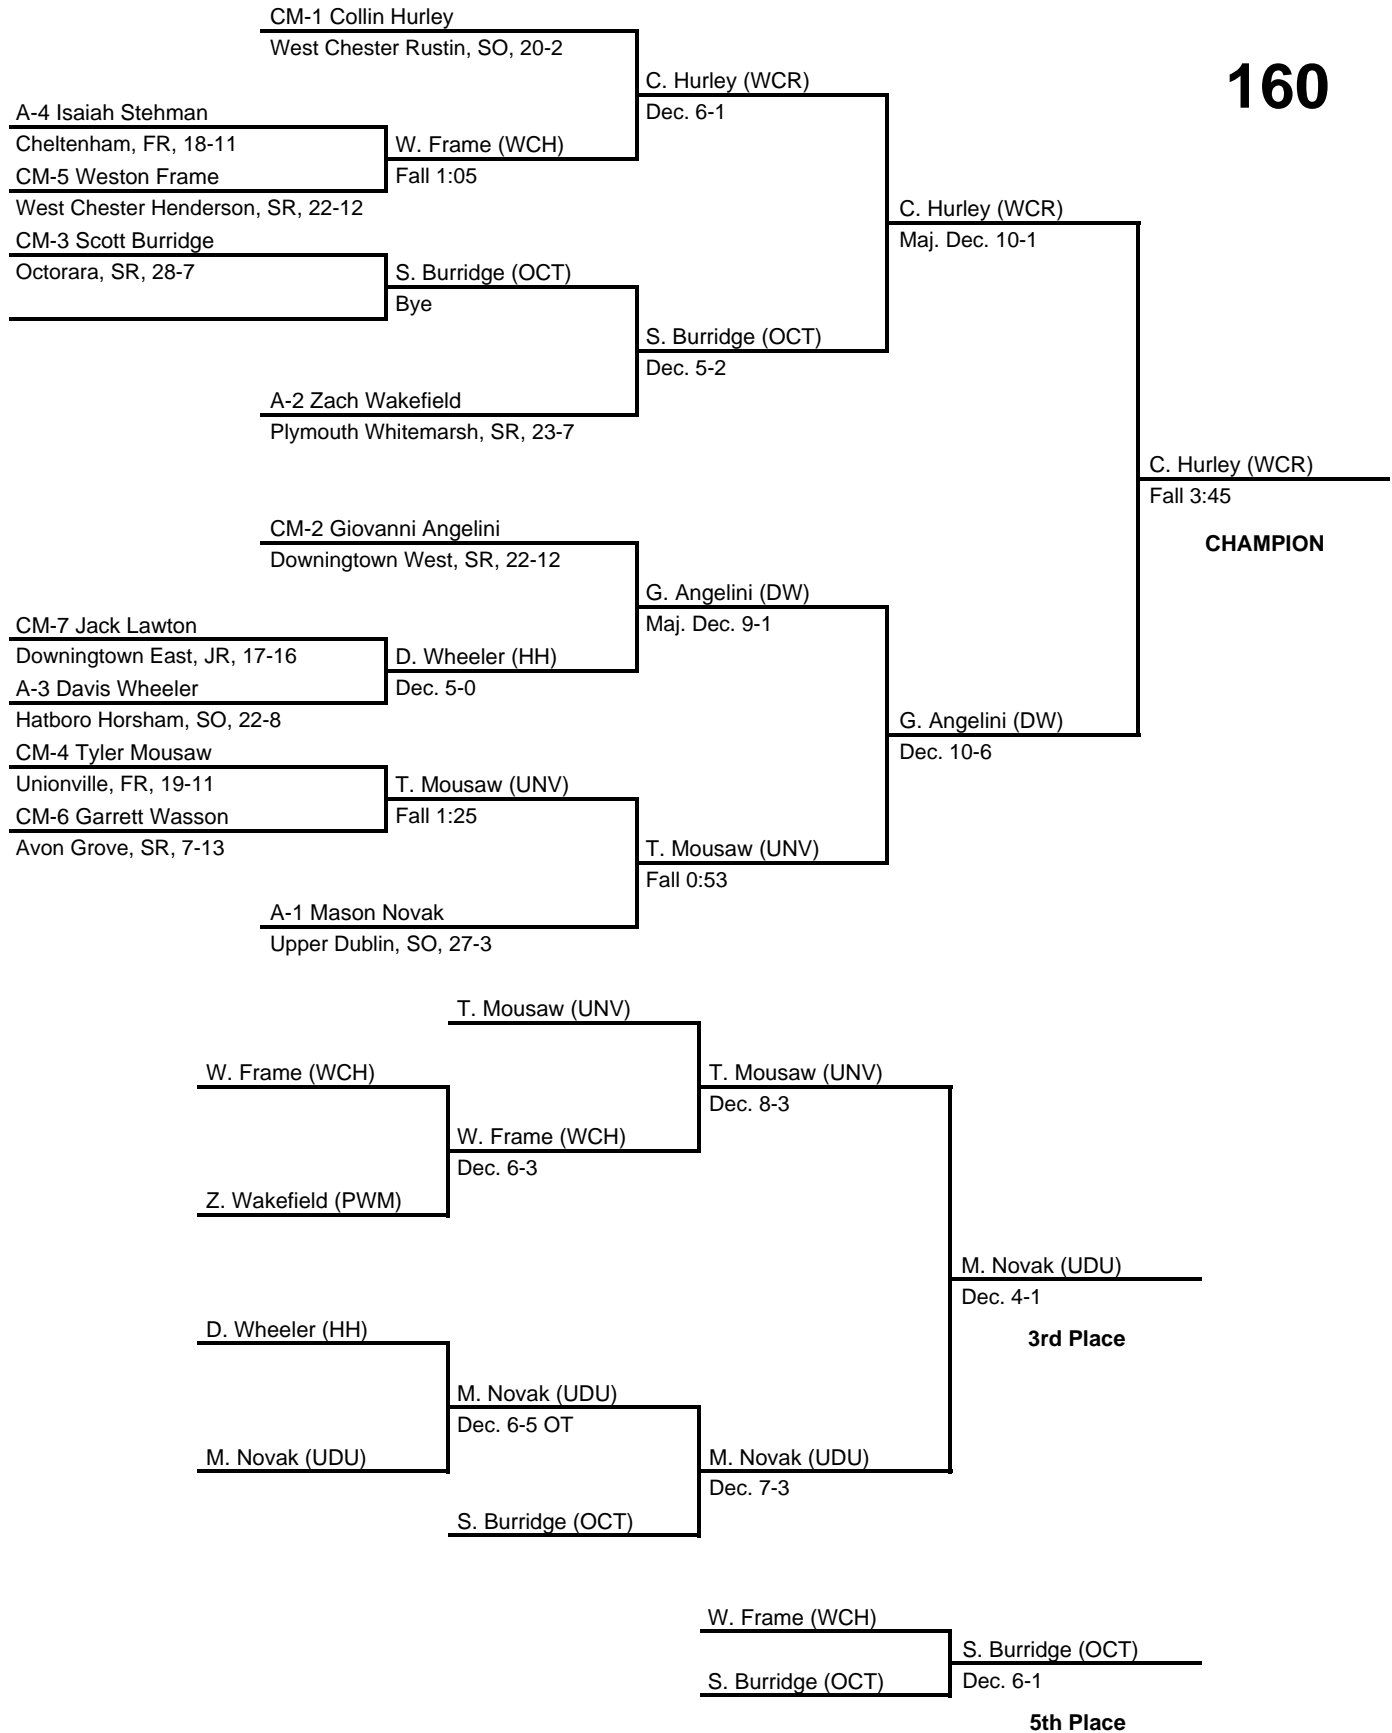 CM-1 Collin Hurley
West Chester Rustin, SO, 20-2
160
C. Hurley (WCR)
Dec. 6-1
A-4 Isaiah Stehman
Cheltenham, FR, 18-11
W. Frame (WCH)
Fall 1:05
CM-5 Weston Frame
West Chester Henderson, SR, 22-12
C. Hurley (WCR)
Maj. Dec. 10-1
CM-3 Scott Burridge
Octorara, SR, 28-7
S. Burridge (OCT)
Bye
S. Burridge (OCT)
Dec. 5-2
A-2 Zach Wakefield
Plymouth Whitemarsh, SR, 23-7
C. Hurley (WCR)
Fall 3:45
CHAMPION
CM-2 Giovanni Angelini
Downingtown West, SR, 22-12
G. Angelini (DW)
Maj. Dec. 9-1
CM-7 Jack Lawton
Downingtown East, JR, 17-16
D. Wheeler (HH)
Dec. 5-0
A-3 Davis Wheeler
Hatboro Horsham, SO, 22-8
G. Angelini (DW)
Dec. 10-6
CM-4 Tyler Mousaw
Unionville, FR, 19-11
T. Mousaw (UNV)
Fall 1:25
CM-6 Garrett Wasson
Avon Grove, SR, 7-13
T. Mousaw (UNV)
Fall 0:53
A-1 Mason Novak
Upper Dublin, SO, 27-3
T. Mousaw (UNV)
W. Frame (WCH)
T. Mousaw (UNV)
Dec. 8-3
W. Frame (WCH)
Dec. 6-3
Z. Wakefield (PWM)
M. Novak (UDU)
Dec. 4-1
3rd Place
D. Wheeler (HH)
M. Novak (UDU)
Dec. 6-5 OT
M. Novak (UDU)
M. Novak (UDU)
Dec. 7-3
S. Burridge (OCT)
W. Frame (WCH)
S. Burridge (OCT)
Dec. 6-1
S. Burridge (OCT)
5th Place